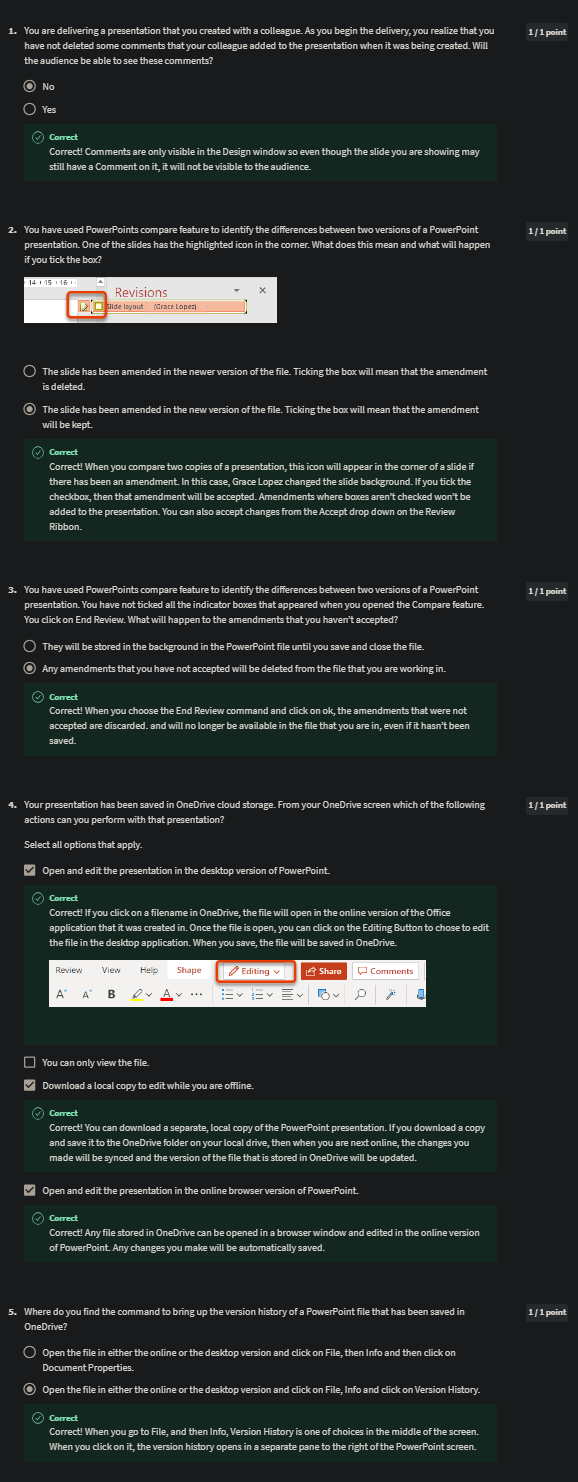 1. You are delivering a presentation that you created with a colleague. As you begin the delivery, you realize that you
1 / 1 point
have not deleted some comments that your colleague added to the presentation when it was being created. Will
the audience be able to see these comments?
No
Yes
Correct
Correct! Comments are only visible in the Design window so even though the slide you are showing may
still have a Comment on it, it will not be visible to the audience.
2. You have used PowerPoints compare feature to identify the differences between two versions of a PowerPoint
1 / 1 point
presentation. One of the slides has the highlighted icon in the corner. What does this mean and what will happen
if you tick the box?
14 15 16
Revisions
Slide layout (Grace Lopez)
The slide has been amended in the newer version of the file. Ticking the box will mean that the amendment
is deleted.
The slide has been amended in the new version of the file. Ticking the box will mean that the amendment
will be kept.
Correct
Correct! When you compare two copies of a presentation, this icon will appear in the corner of a slide if
there has been an amendment. In this case, Grace Lopez changed the slide background. If you tick the
checkbox, then that amendment will be accepted. Amendments where boxes aren't checked won't be
added to the presentation. You can also accept changes from the Accept drop down on the Review
Ribbon.
3. You have used PowerPoints compare feature to identify the differences between two versions of a PowerPoint
1 / 1 point
presentation. You have not ticked all the indicator boxes that appeared when you opened the Compare feature.
You click on End Review. What will happen to the amendments that you haven't accepted?
They will be stored in the background in the PowerPoint file until you save and close the file.
Any amendments that you have not accepted will be deleted from the file that you are working in.
Correct
Correct! When you choose the End Review command and click on ok, the amendments that were not
accepted are discarded. and will no longer be available in the file that you are in, even if it hasn't been
saved.
4. Your presentation has been saved in OneDrive cloud storage. From your OneDrive screen which of the following
1 / 1 point
actions can you perform with that presentation?
Select all options that apply.
Open and edit the presentation in the desktop version of PowerPoint.
Correct
Correct! If you click on a filename in OneDrive, the file will open in the online version of the Office
application that it was created in. Once the file is open, you can click on the Editing Button to chose to edit
the file in the desktop application. When you save, the file will be saved in OneDrive.
Review View Help Shape Editing Share Comments
A A B A
You can only view the file.
Download a local copy to edit while you are offline.
Correct
Correct! You can download a separate, local copy of the PowerPoint presentation. If you download a copy
and save it to the OneDrive folder on your local drive, then when you are next online, the changes you
made will be synced and the version of the file that is stored in OneDrive will be updated.
Open and edit the presentation in the online browser version of PowerPoint.
Correct
Correct! Any file stored in OneDrive can be opened in a browser window and edited in the online version
of PowerPoint. Any changes you make will be automatically saved.
5. Where do you find the command to bring up the version history of a PowerPoint file that has been saved in
1 / 1 point
OneDrive?
Open the file in either the online or the desktop version and click on File, then Info and then click on
Document Properties.
Open the file in either the online or the desktop version and click on File, Info and click on Version History.
Correct
Correct! When you go to File, and then Info, Version History is one of choices in the middle of the screen.
When you click on it, the version history opens in a separate pane to the right of the PowerPoint screen.